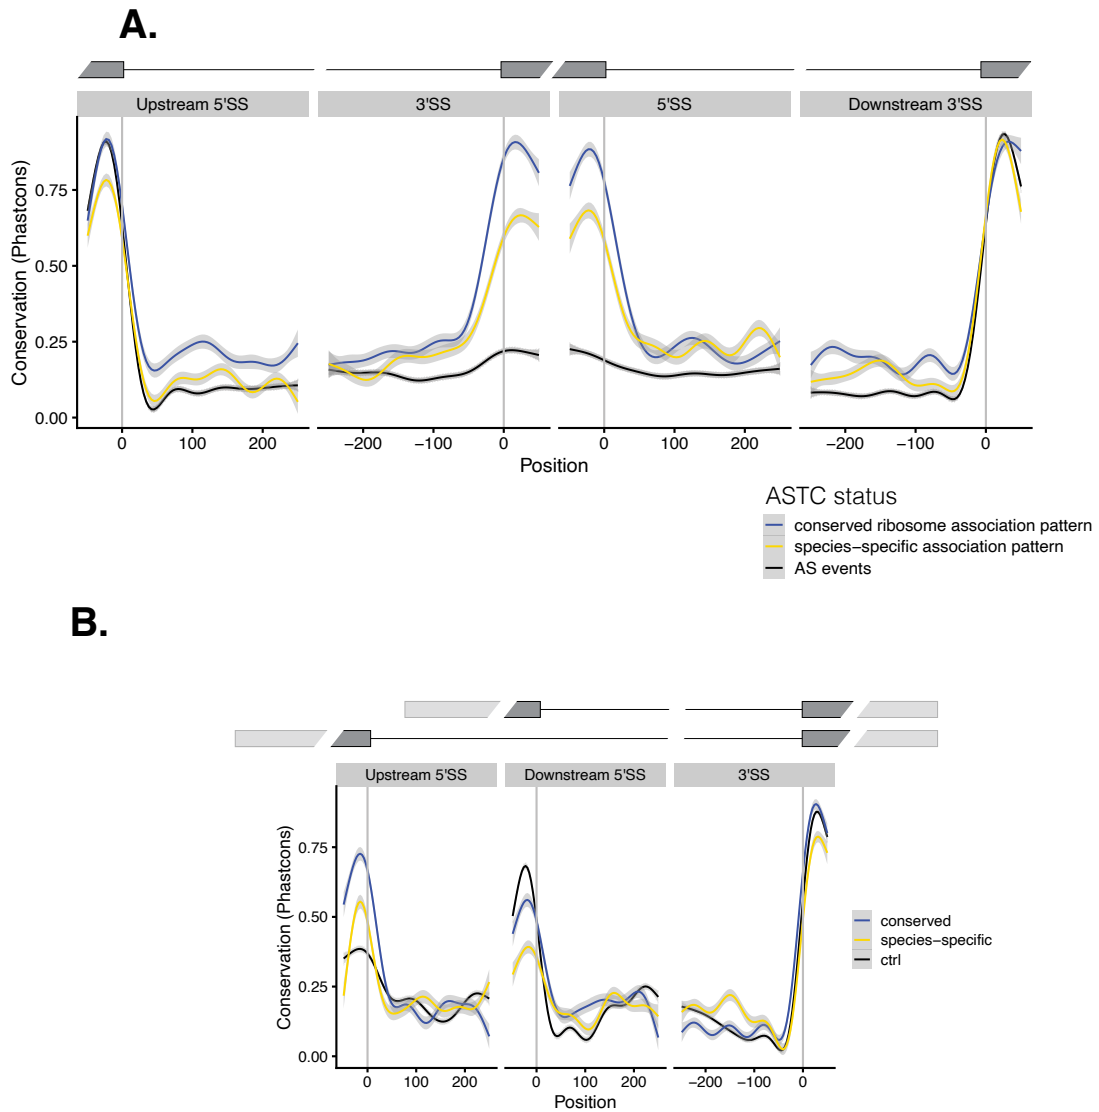 A.
Upstream 5'SS
3'SS
5'SS
Downstream 3'SS
Conservation (Phastcons)
0.75
0.50
0.25
0.00
0 100 200
−200 −100 0
0 100 200
−200 −100 0
Position
ASTC status
conserved ribosome association pattern
species−specific association pattern
AS events
B.
Upstream 5'SS
Downstream 5'SS
3'SS
Conservation (Phastcons)
0.75
0.50
0.25
0.00
0 100 200
0 100 200
−200 −100 0
Position
conserved
species−specific
ctrl